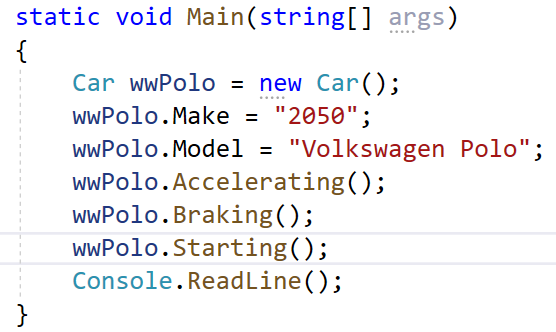 static void Main(string[] args)
{
    Car wwPolo = new Car();
    wwPolo.Make = "2050";
    wwPolo.Model = "Volkswagen Polo";
    wwPolo.Accelerating();
    wwPolo.Braking();
    wwPolo.Starting();
    Console.ReadLine();
}